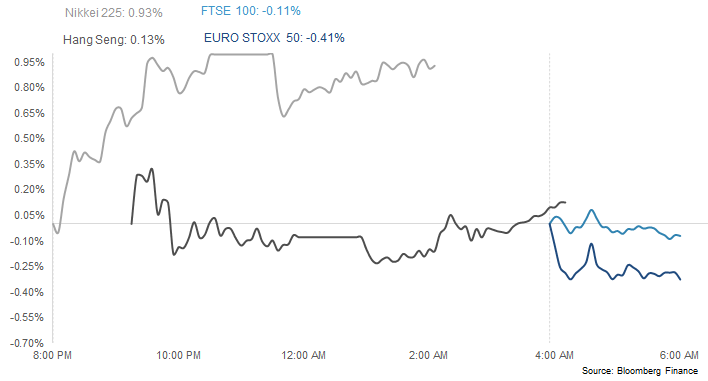 Nikkei 225: 0.93%
FTSE 100: -0.11%
Hang Seng: 0.13%
EURO STOXX 50: -0.41%
0.95%
0.80%
0.65%
0.50%
0.35%
0.20%
0.05%
-0.10%
-0.25%
-0.40%
-0.55%
-0.70%
8:00 PM
10:00 PM
12:00 AM
2:00 AM
4:00 AM
6:00 AM
Source: Bloomberg Finance